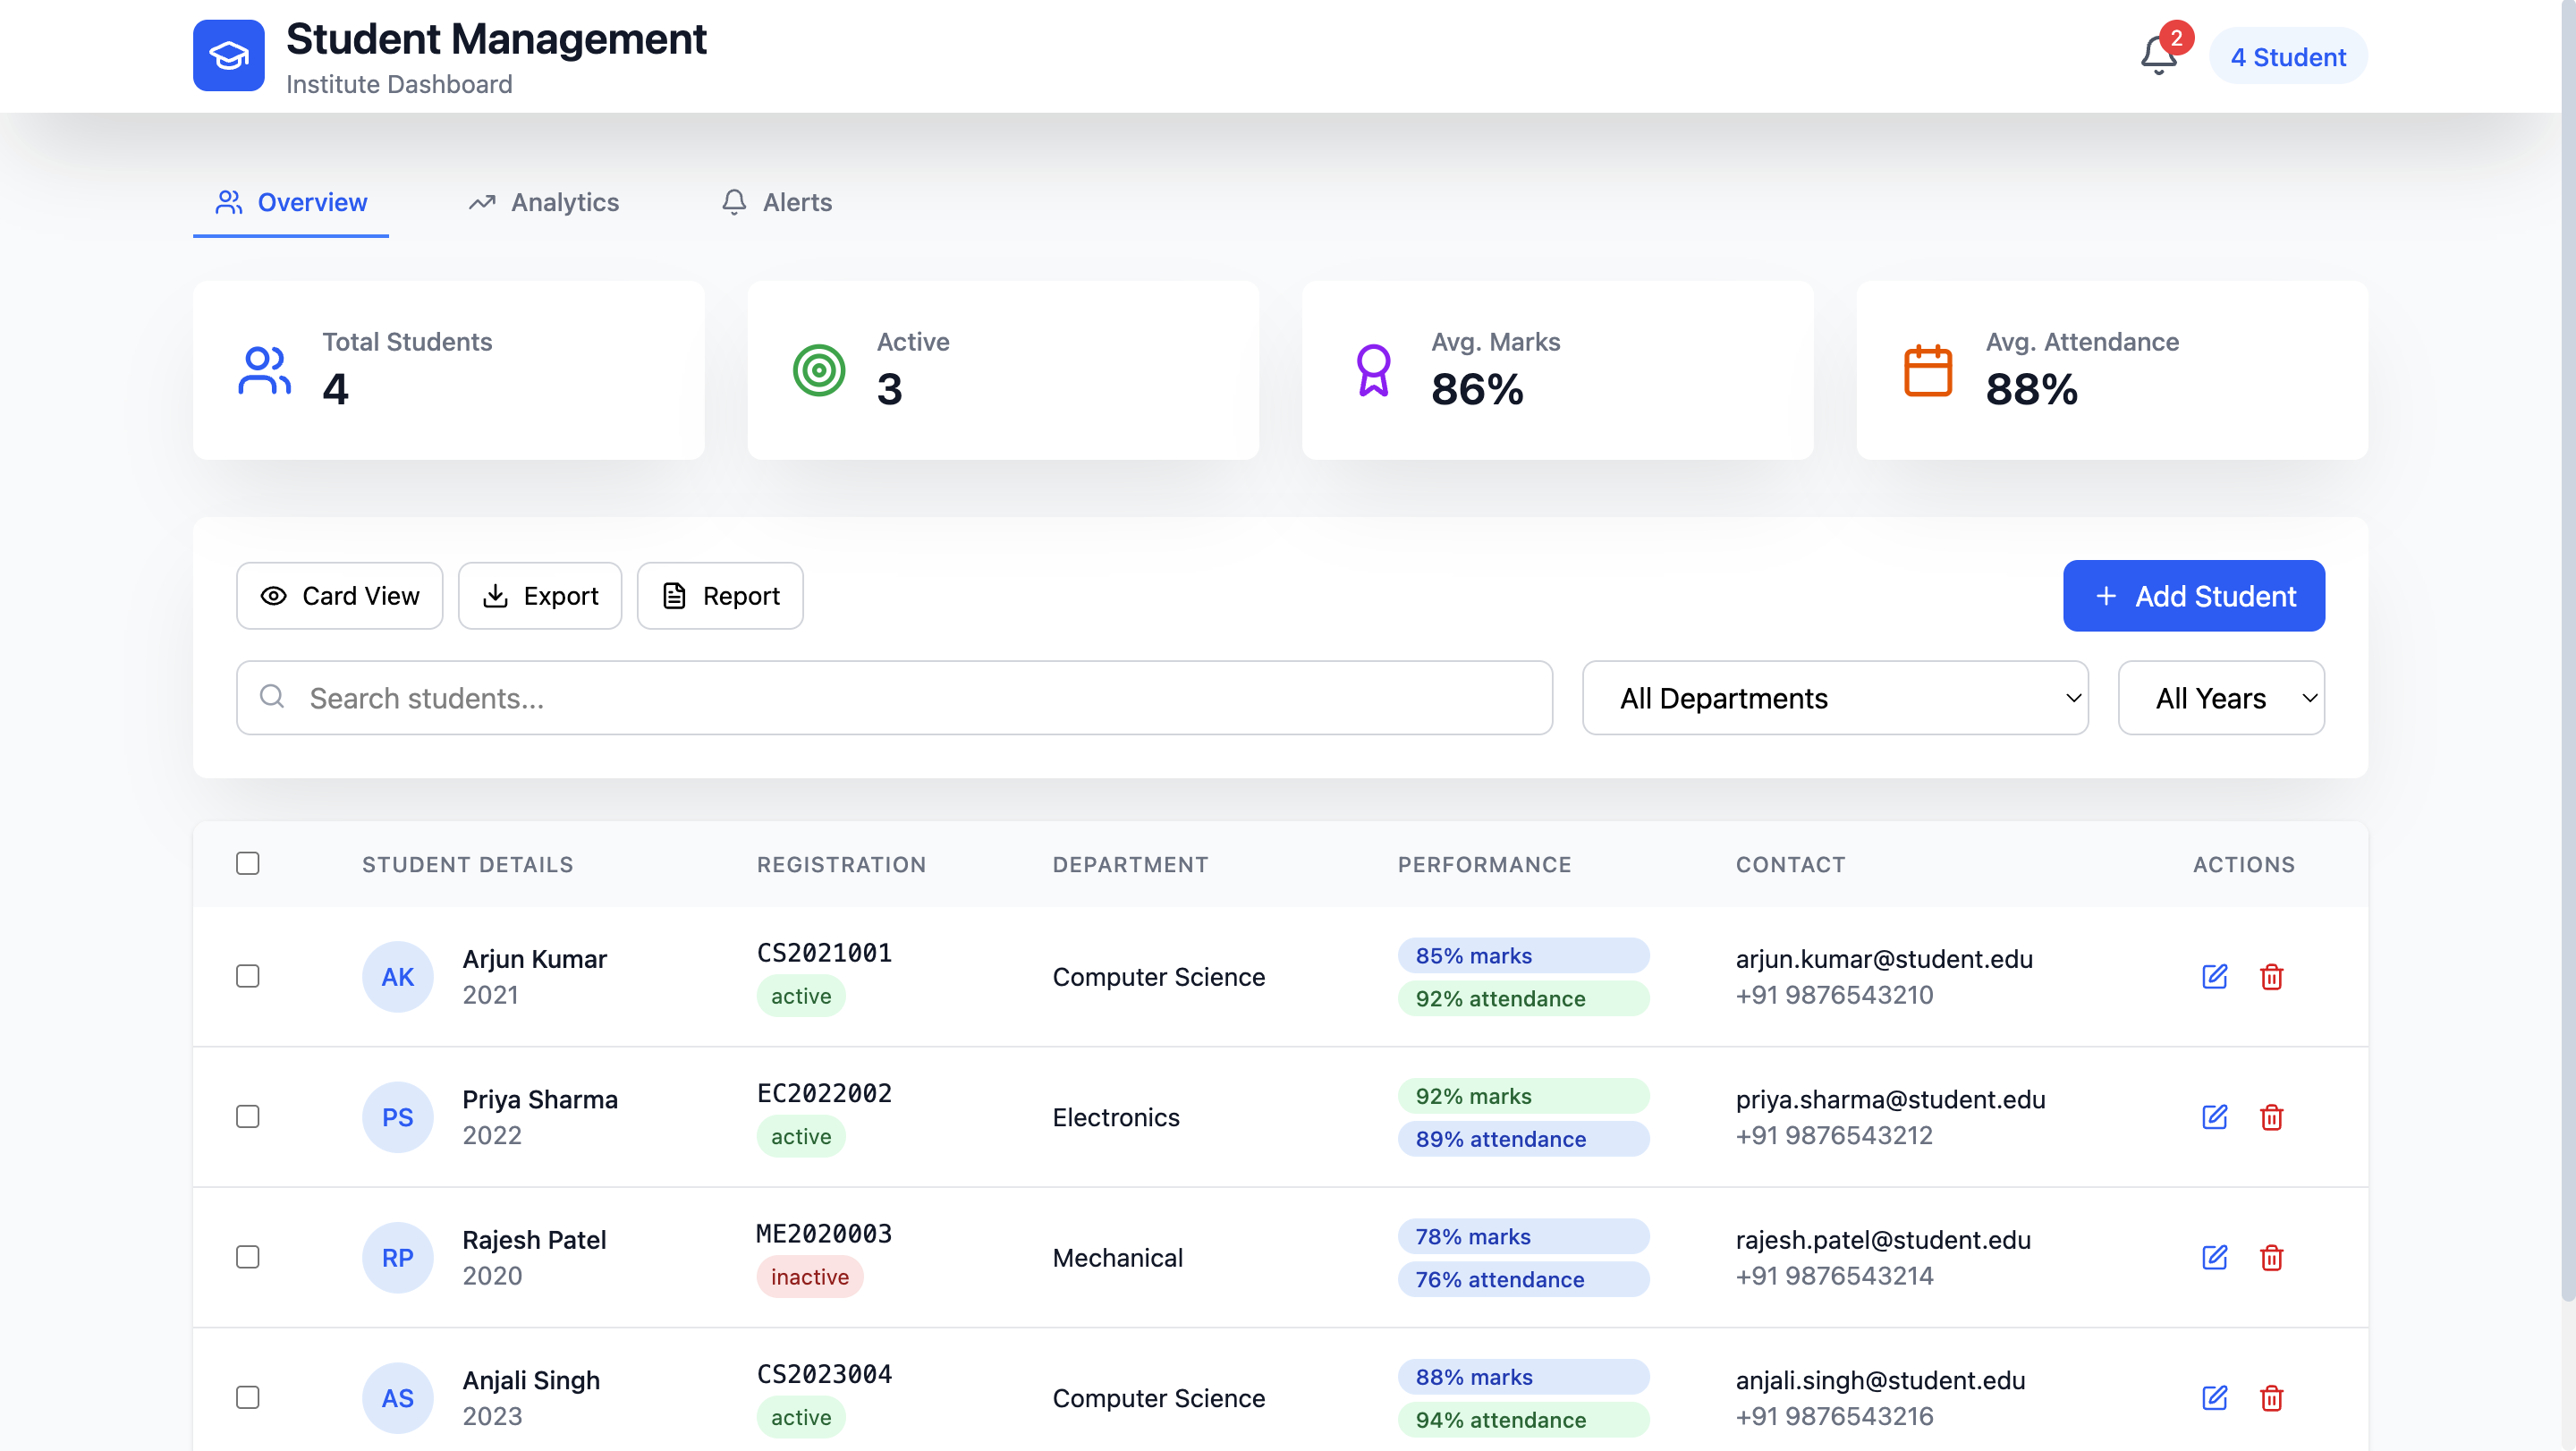 Student Management
Institute Dashboard
2
4 Student
Overview
Analytics
Alerts
Total Students
4
Active
3
Avg. Marks
86%
Avg. Attendance
88%
Card View
Export
Report
Add Student
Search students...
All Departments
All Years
STUDENT DETAILS REGISTRATION DEPARTMENT PERFORMANCE CONTACT ACTIONS
AK
Arjun Kumar
2021
CS2021001
active
Computer Science
85% marks
92% attendance
arjun.kumar@student.edu
+91 9876543210
PS
Priya Sharma
2022
EC2022002
active
Electronics
92% marks
89% attendance
priya.sharma@student.edu
+91 9876543212
RP
Rajesh Patel
2020
ME2020003
inactive
Mechanical
78% marks
76% attendance
rajesh.patel@student.edu
+91 9876543214
AS
Anjali Singh
2023
CS2023004
active
Computer Science
88% marks
94% attendance
anjali.singh@student.edu
+91 9876543216